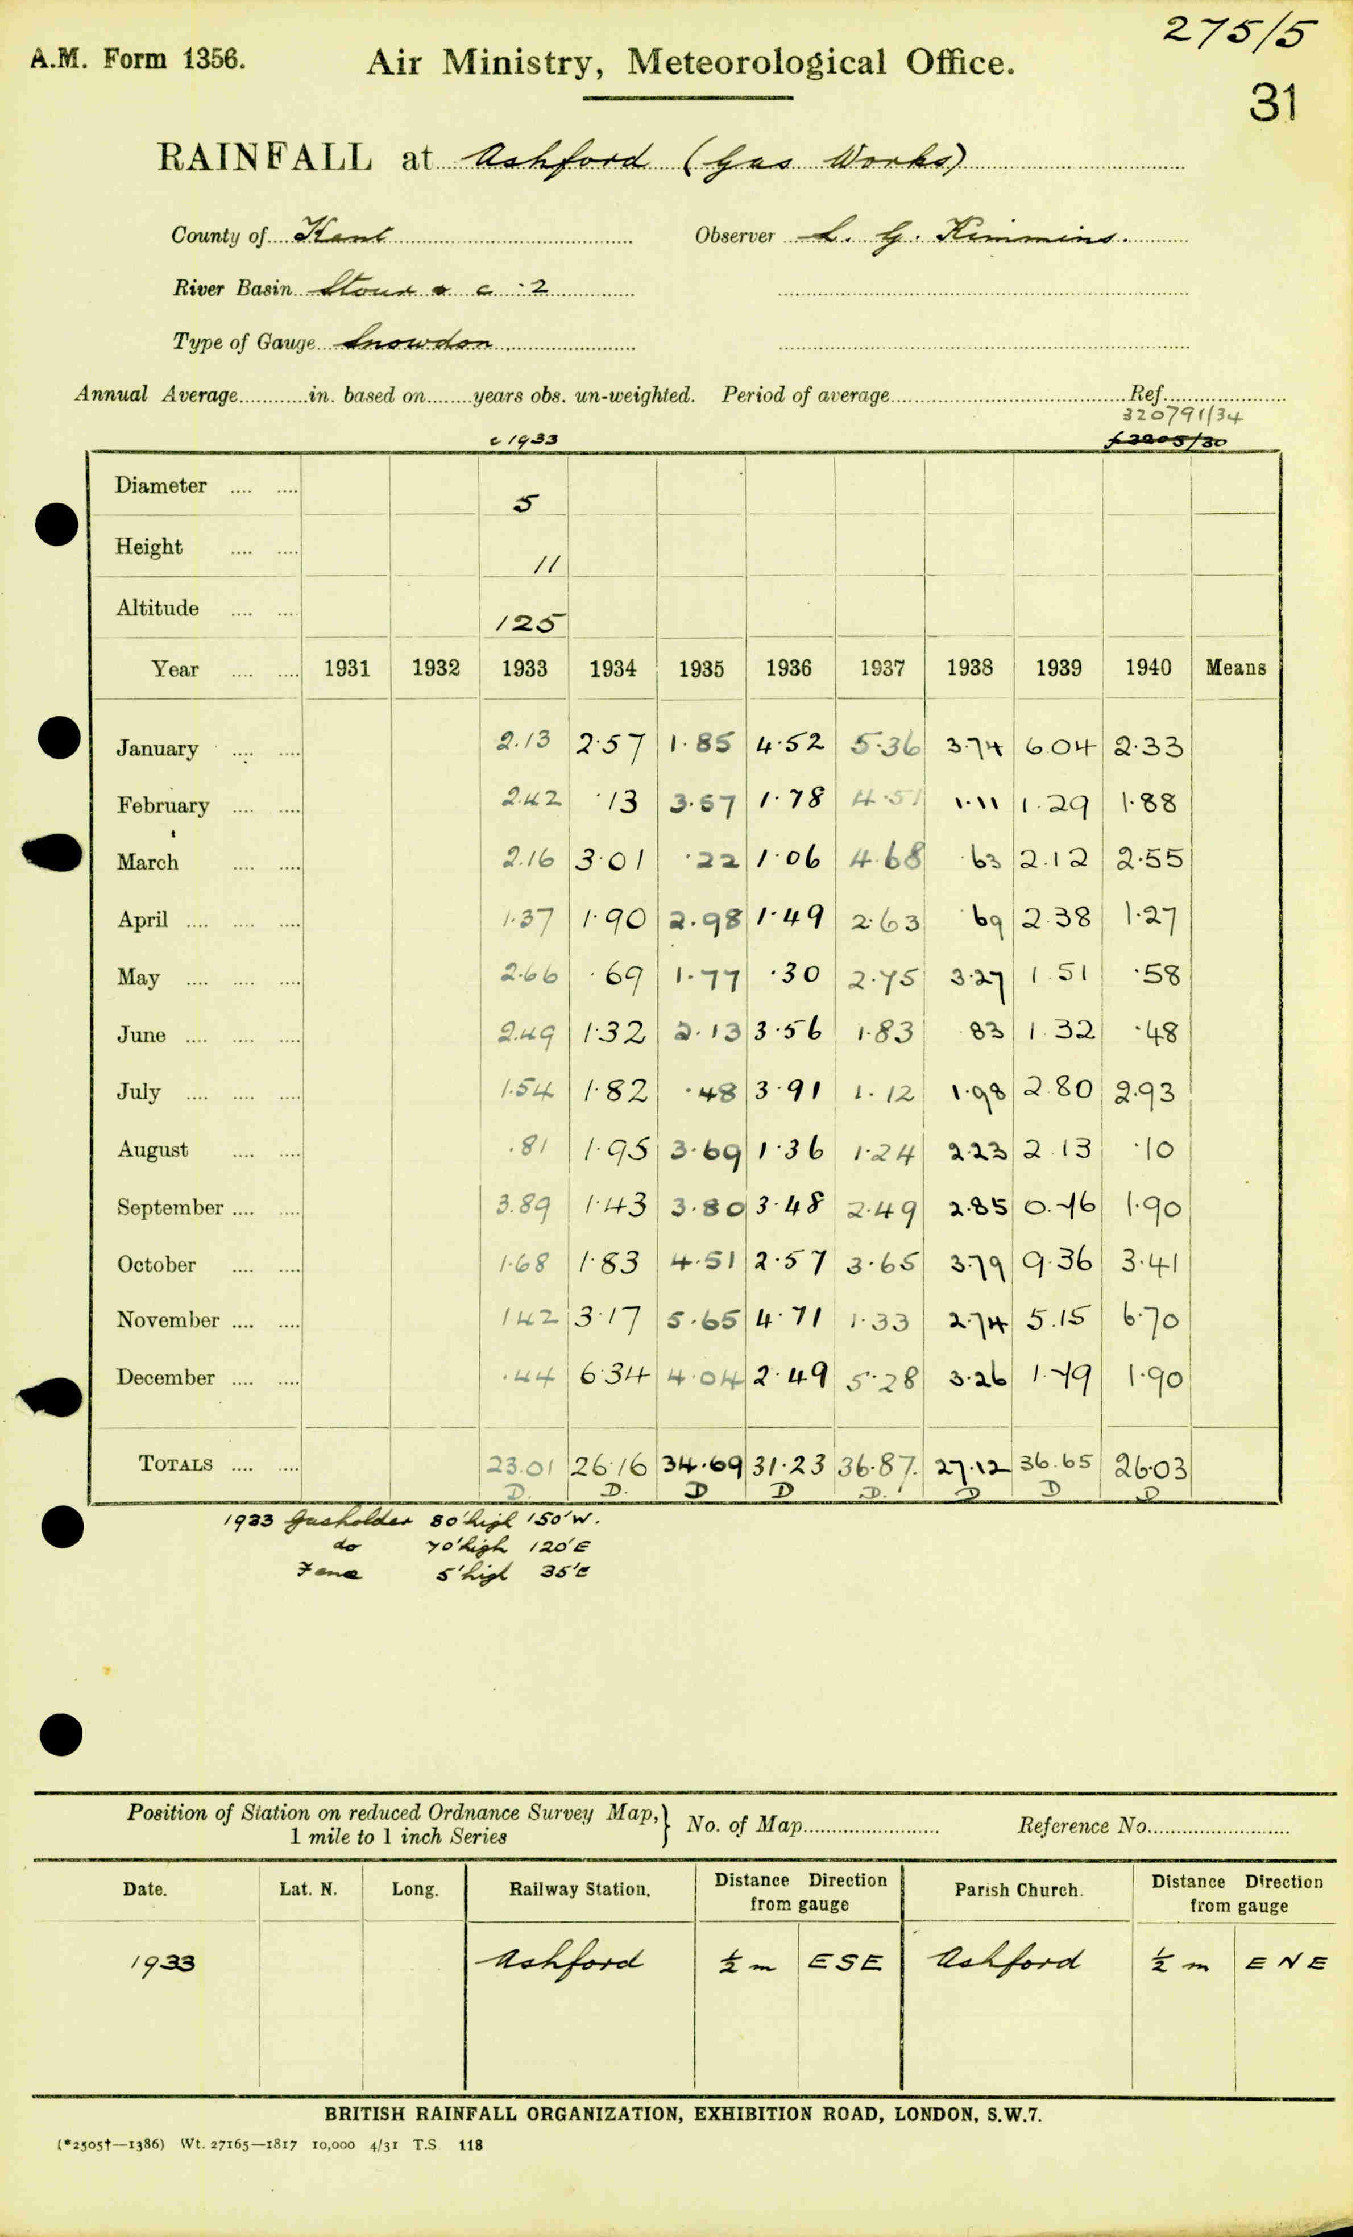 275/5
A.M. Form 1356. Air Ministry, Meteorological Office.
31
RAINFALL at Ashford (Gas Works)
County of Kent Observer L. G. Kimmins.
River Basin Stour & c ·2
Type of Gauge Snowdon
Annual Average............in. based on........years obs. un-weighted. Period of average............ Ref............
320791/34
c 1933
Diameter .... .... 5
Height .... .... 11
Altitude .... .... 125
Year .... .... 1931 1932 1933 1934 1935 1936 1937 1938 1939 1940 Means
January .... .... 2.13 2·57 1·85 4·52 5·36 3·74 6.04 2·33
February .... .... 2.42 ·13 3·57 1·78 4·51 1·11 1.29 1·88
March .... .... 2.16 3·01 ·22 1·06 4·68 ·63 2.12 2·55
April .... .... .... 1·37 1·90 2·98 1·49 2·63 ·69 2.38 1·27
May .... .... .... 2·66 ·69 1·77 ·30 2·75 3·27 1.51 ·58
June .... .... .... 2.49 1·32 2·13 3·56 1·83 ·83 1.32 ·48
July .... .... .... 1.54 1·82 ·48 3·91 1·12 1·98 2.80 2·93
August .... .... .81 1·95 3·69 1·36 1·24 2·23 2.13 ·10
September .... .... 3.89 1·43 3·80 3·48 2·49 2·85 0.76 1·90
October .... .... 1·68 1·83 4·51 2·57 3·65 3·79 9.36 3·41
November .... .... 1.42 3·17 5·65 4·71 1·33 2·74 5.15 6·70
December .... .... ·44 6·34 4·04 2·49 5·28 3·26 1.79 1·90
TOTALS .... .... 23.01 26·16 34·69 31·23 36·87. 27·12 36.65 26·03
D. D. D D D. D D D
1933 Gasholder 80' high 150' W.
do 70' high 120' E
Fence 5' high 35' E
Position of Station on reduced Ordnance Survey Map,
1 mile to 1 inch Series } No. of Map............ Reference No............
Date. Lat. N. Long. Railway Station. Distance from gauge Direction Parish Church. Distance from gauge Direction
1933 Ashford ½ m ESE Ashford ½ m ENE
BRITISH RAINFALL ORGANIZATION, EXHIBITION ROAD, LONDON, S.W.7.
(*2505†—1386) Wt. 27165—1817 10,000 4/31 T.S 118